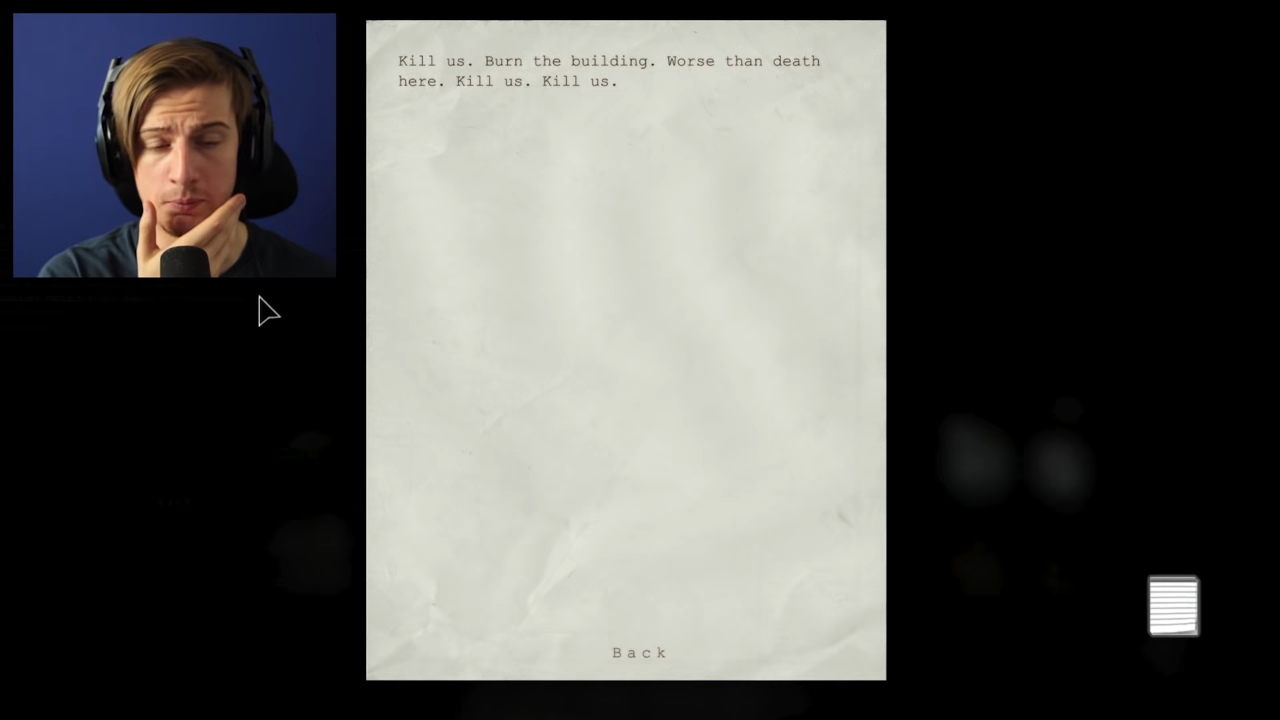 Kill us. Burn the building. Worse than death
here. Kill us. Kill us.
Back